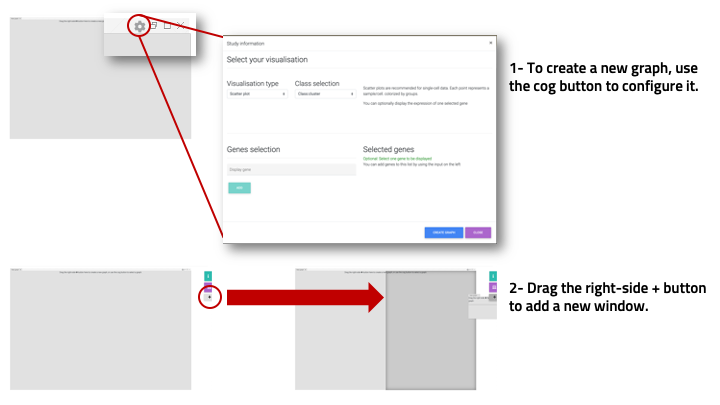 Study information
×
Select your visualisation
Visualisation type
Class selection
Scatter plot
Class:cluster
Scatter plots are recommended for single-cell data. Each point represents a
sample/cell colorized by groups.
You can optionally display the expression of one selected gene
Genes selection
Display gene
Selected genes
Optional: Select one gene to be displayed
You can add genes to this list by using the input on the left
1- To create a new graph, use
the cog button to configure it.
2- Drag the right-side + button
to add a new window.